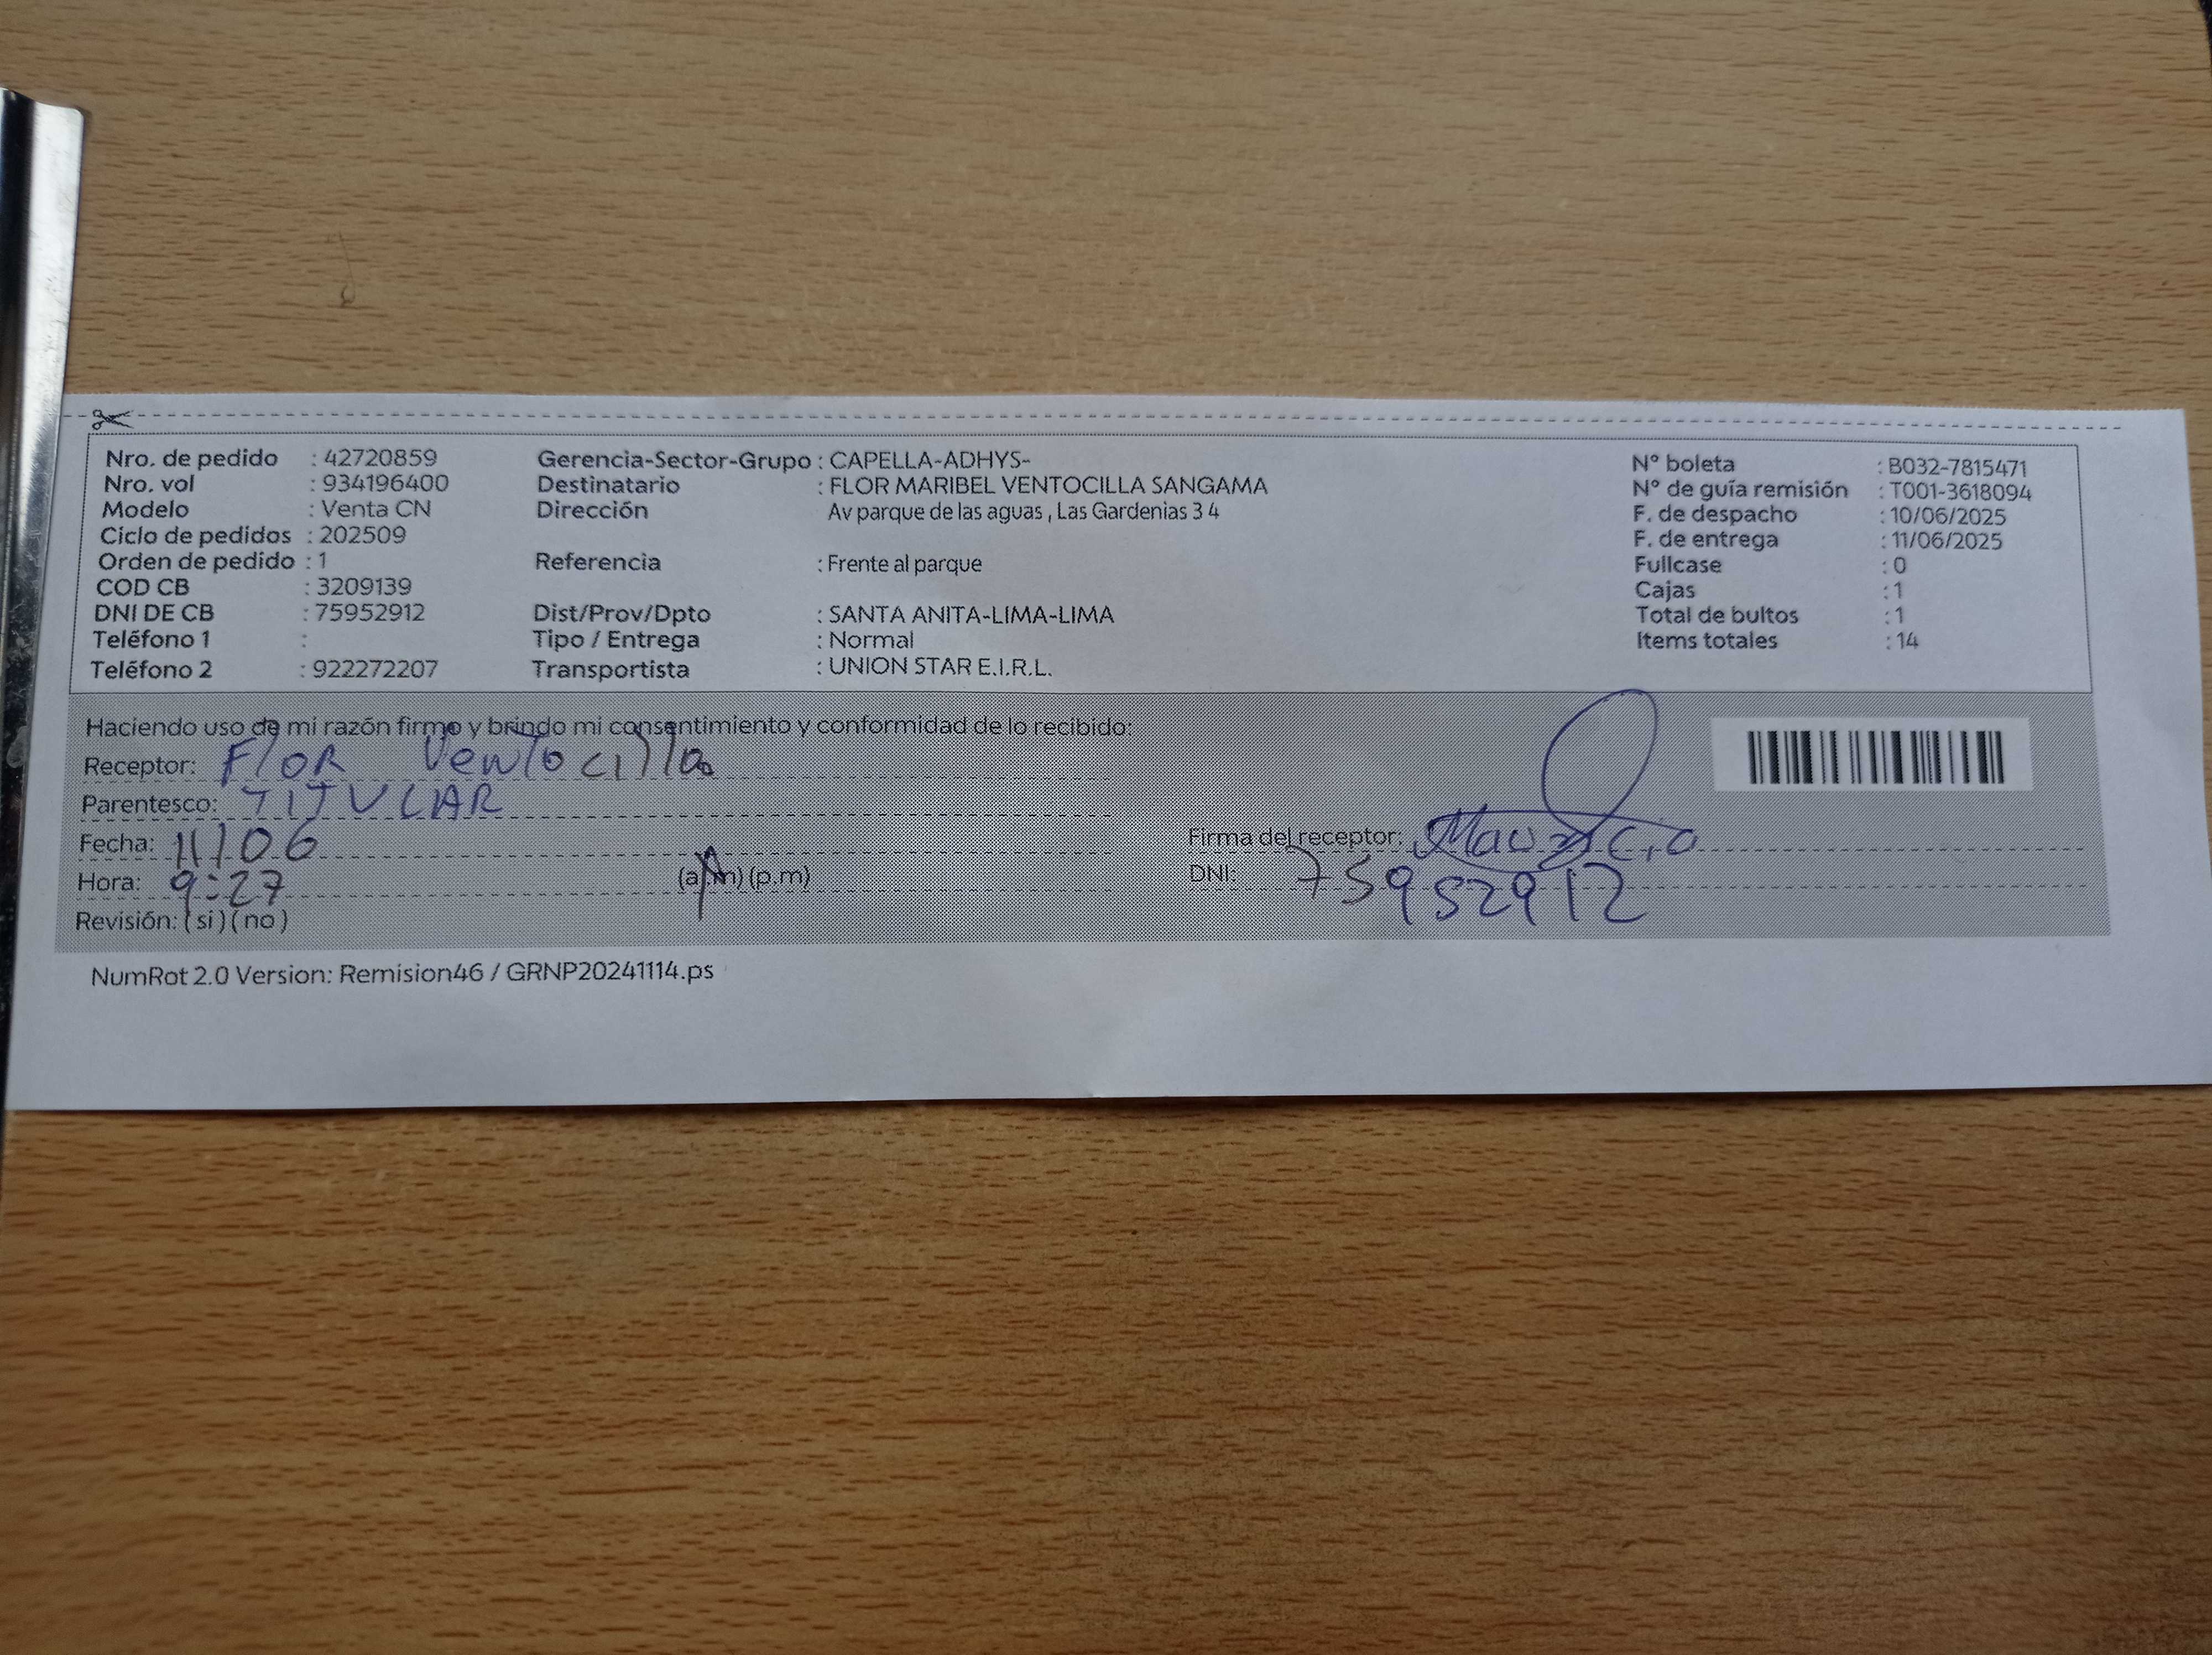 Nro. de pedido : 42720859 Gerencia-Sector-Grupo : CAPELLA-ADHYS- N° boleta : B032-7815471
Nro. vol : 934196400 Destinatario : FLOR MARIBEL VENTOCILLA SANGAMA N° de guía remisión : T001-3618094
Modelo : Venta CN Dirección Av parque de las aguas , Las Gardenias 3 4 F. de despacho : 10/06/2025
Ciclo de pedidos : 202509 F. de entrega : 11/06/2025
Orden de pedido : 1 Referencia : Frente al parque Fullcase : 0
COD CB : 3209139 Cajas : 1
DNI DE CB : 75952912 Dist/Prov/Dpto : SANTA ANITA-LIMA-LIMA Total de bultos : 1
Teléfono 1 : Tipo / Entrega : Normal Items totales : 14
Teléfono 2 : 922272207 Transportista : UNION STAR E.I.R.L.
Haciendo uso de mi razón firmo y brindo mi consentimiento y conformidad de lo recibido:
Receptor: FlOR Ventocilla
Parentesco: TITULAR
Fecha: 11/06 Firma del receptor:
Hora: 9:27 (a.m) (p.m) DNI: 75952912
Revisión: ( si ) ( no )
NumRot 2.0 Version: Remision46 / GRNP20241114.ps